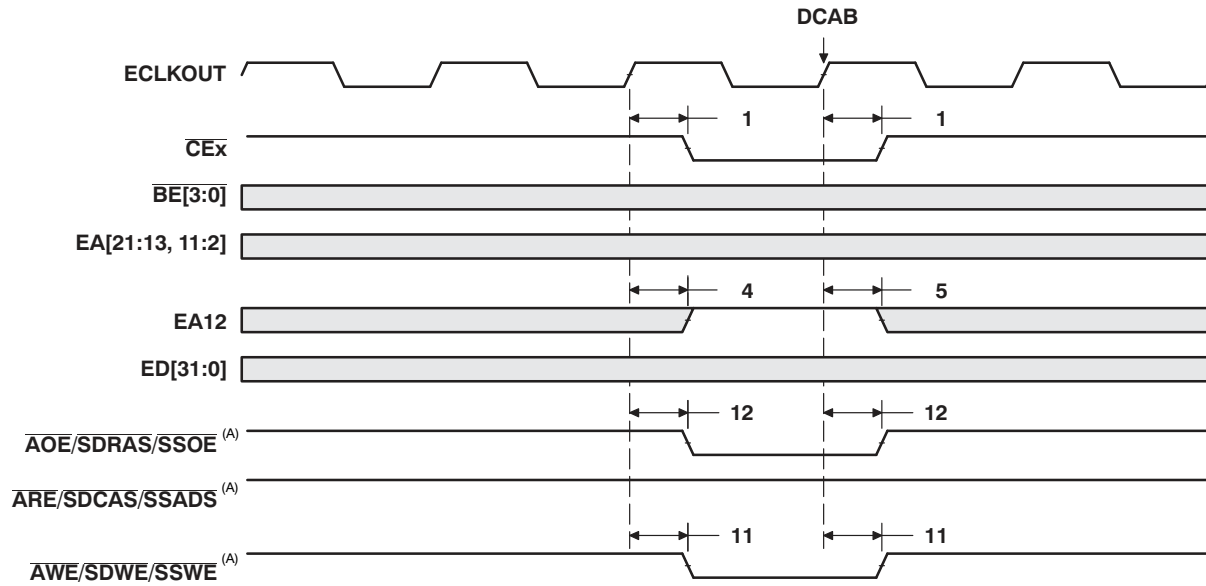 DCAB
ECLKOUT
1 1
CEx
BE[3:0]
EA[21:13, 11:2]
4 5
EA12
ED[31:0]
12 12
AOE/SDRAS/SSOE (A)
ARE/SDCAS/SSADS (A)
11 11
AWE/SDWE/SSWE (A)